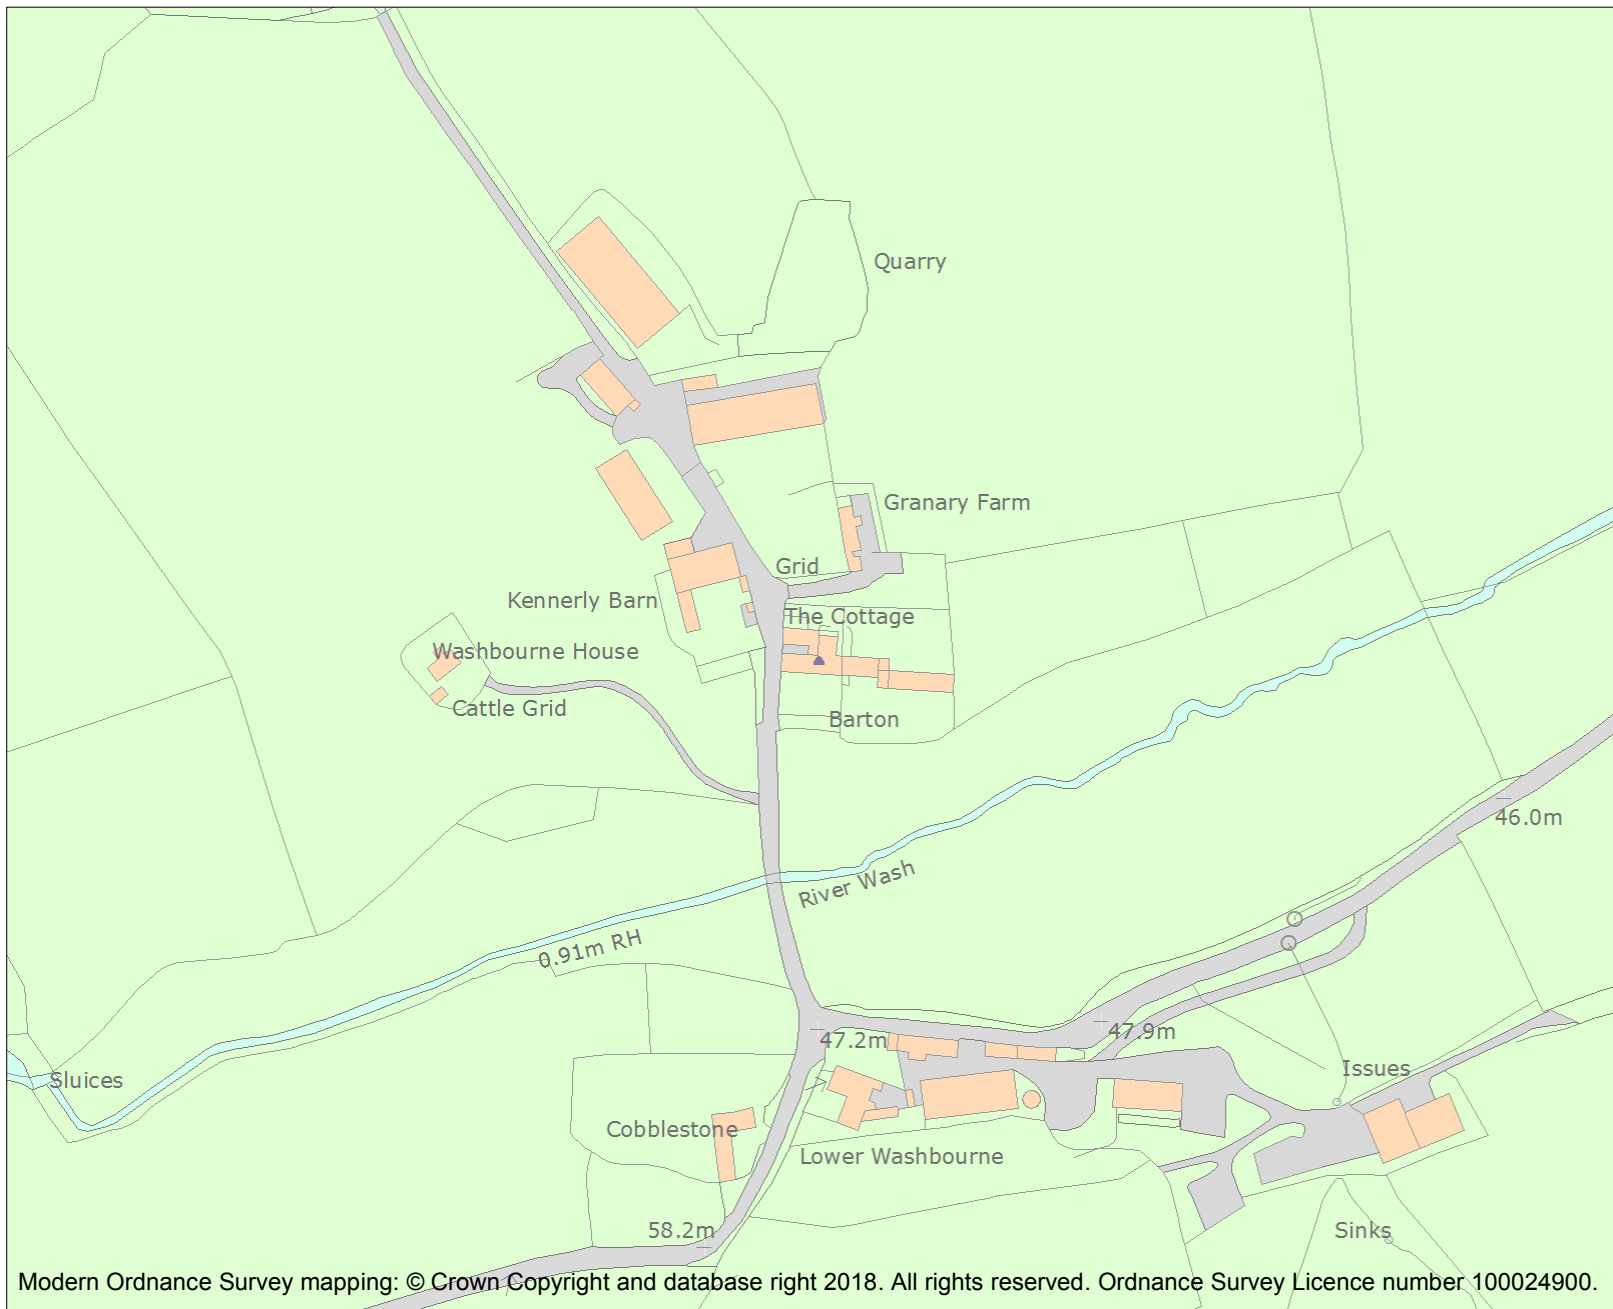 Quarry
Granary Farm
Grid
Kennerly Barn
The Cottage
Washbourne House
Cattle Grid
Barton
46.0m
River Wash
0.91m RH
47.9m
47.2m
Issues
Sluices
Cobblestone
Lower Washbourne
58.2m
Sinks
Modern Ordnance Survey mapping: © Crown Copyright and database right 2018. All rights reserved. Ordnance Survey Licence number 100024900.